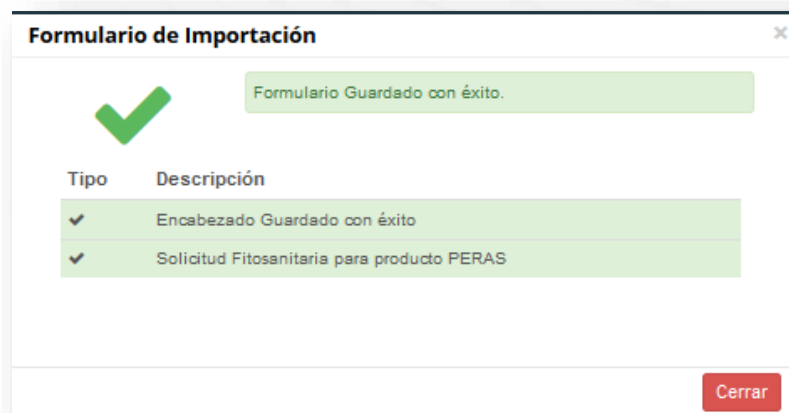 Formulario de Importación
×
Formulario Guardado con éxito.
Tipo Descripción
Encabezado Guardado con éxito
Solicitud Fitosanitaria para producto PERAS
Cerrar